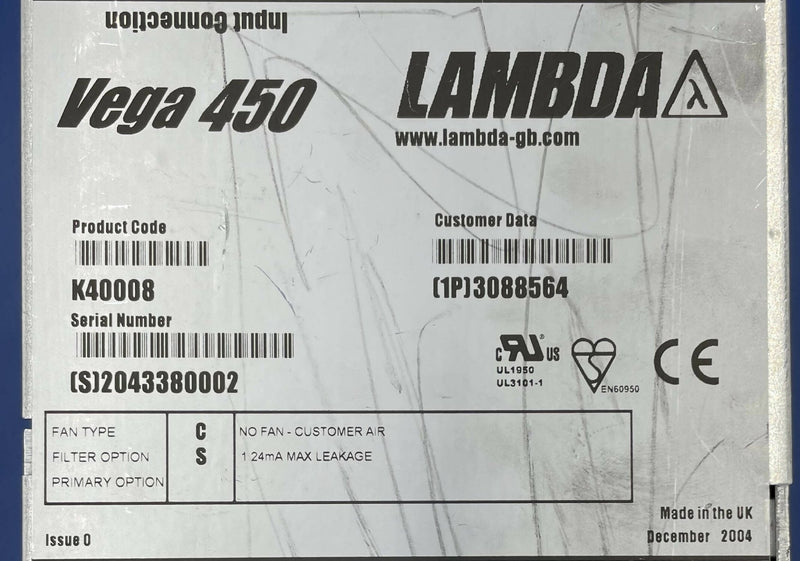 Input Connection
Vega 450
LAMBDA λ
www.lambda-gb.com
Product Code
K40008
Serial Number
(S)2043380002
Customer Data
(1P)3088564
C RU® US
UL1950
UL3101-1
S
EN60950
CE
FAN TYPE C NO FAN - CUSTOMER AIR
FILTER OPTION S 1.24mA MAX LEAKAGE
PRIMARY OPTION
Issue 0
Made in the UK
December 2004